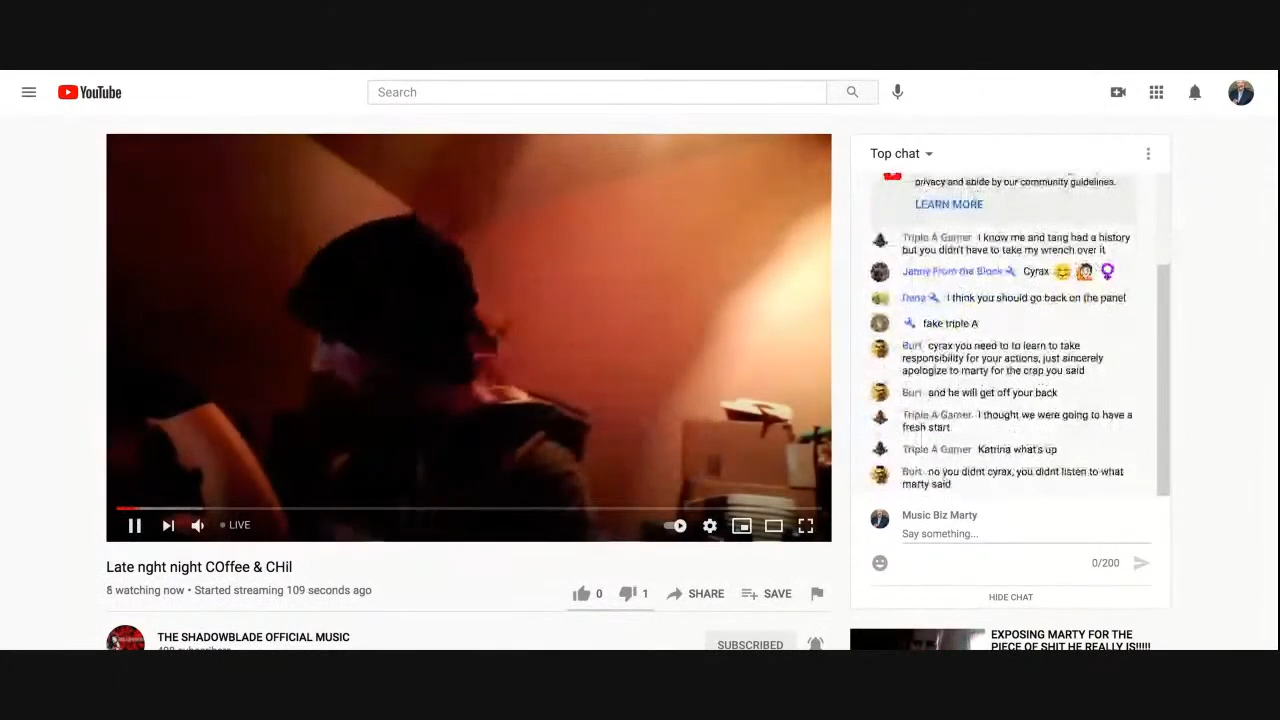 YouTube
Search
Top chat
privacy and abide by our community guidelines.
LEARN MORE
Triple A Gamer I know me and tang had a history
but you didn't have to take my wrench over it
Janny From the Block Cyrax
Dana I think you should go back on the panel
fake triple A
Burt cyrax you need to to learn to take
responsibility for your actions, just sincerely
apologize to marty for the crap you said
Burt and he will get off your back
Triple A Gamer I thought we were going to have a
fresh start
Triple A Gamer Katrina what's up
Burt no you didnt cyrax, you didnt listen to what
marty said
Music Biz Marty
Say something...
0/200
HIDE CHAT
LIVE
Late nght night COffee & CHil
8 watching now • Started streaming 109 seconds ago
0
1
SHARE
SAVE
THE SHADOWBLADE OFFICIAL MUSIC
SUBSCRIBED
EXPOSING MARTY FOR THE
PIECE OF SHIT HE REALLY IS!!!!!